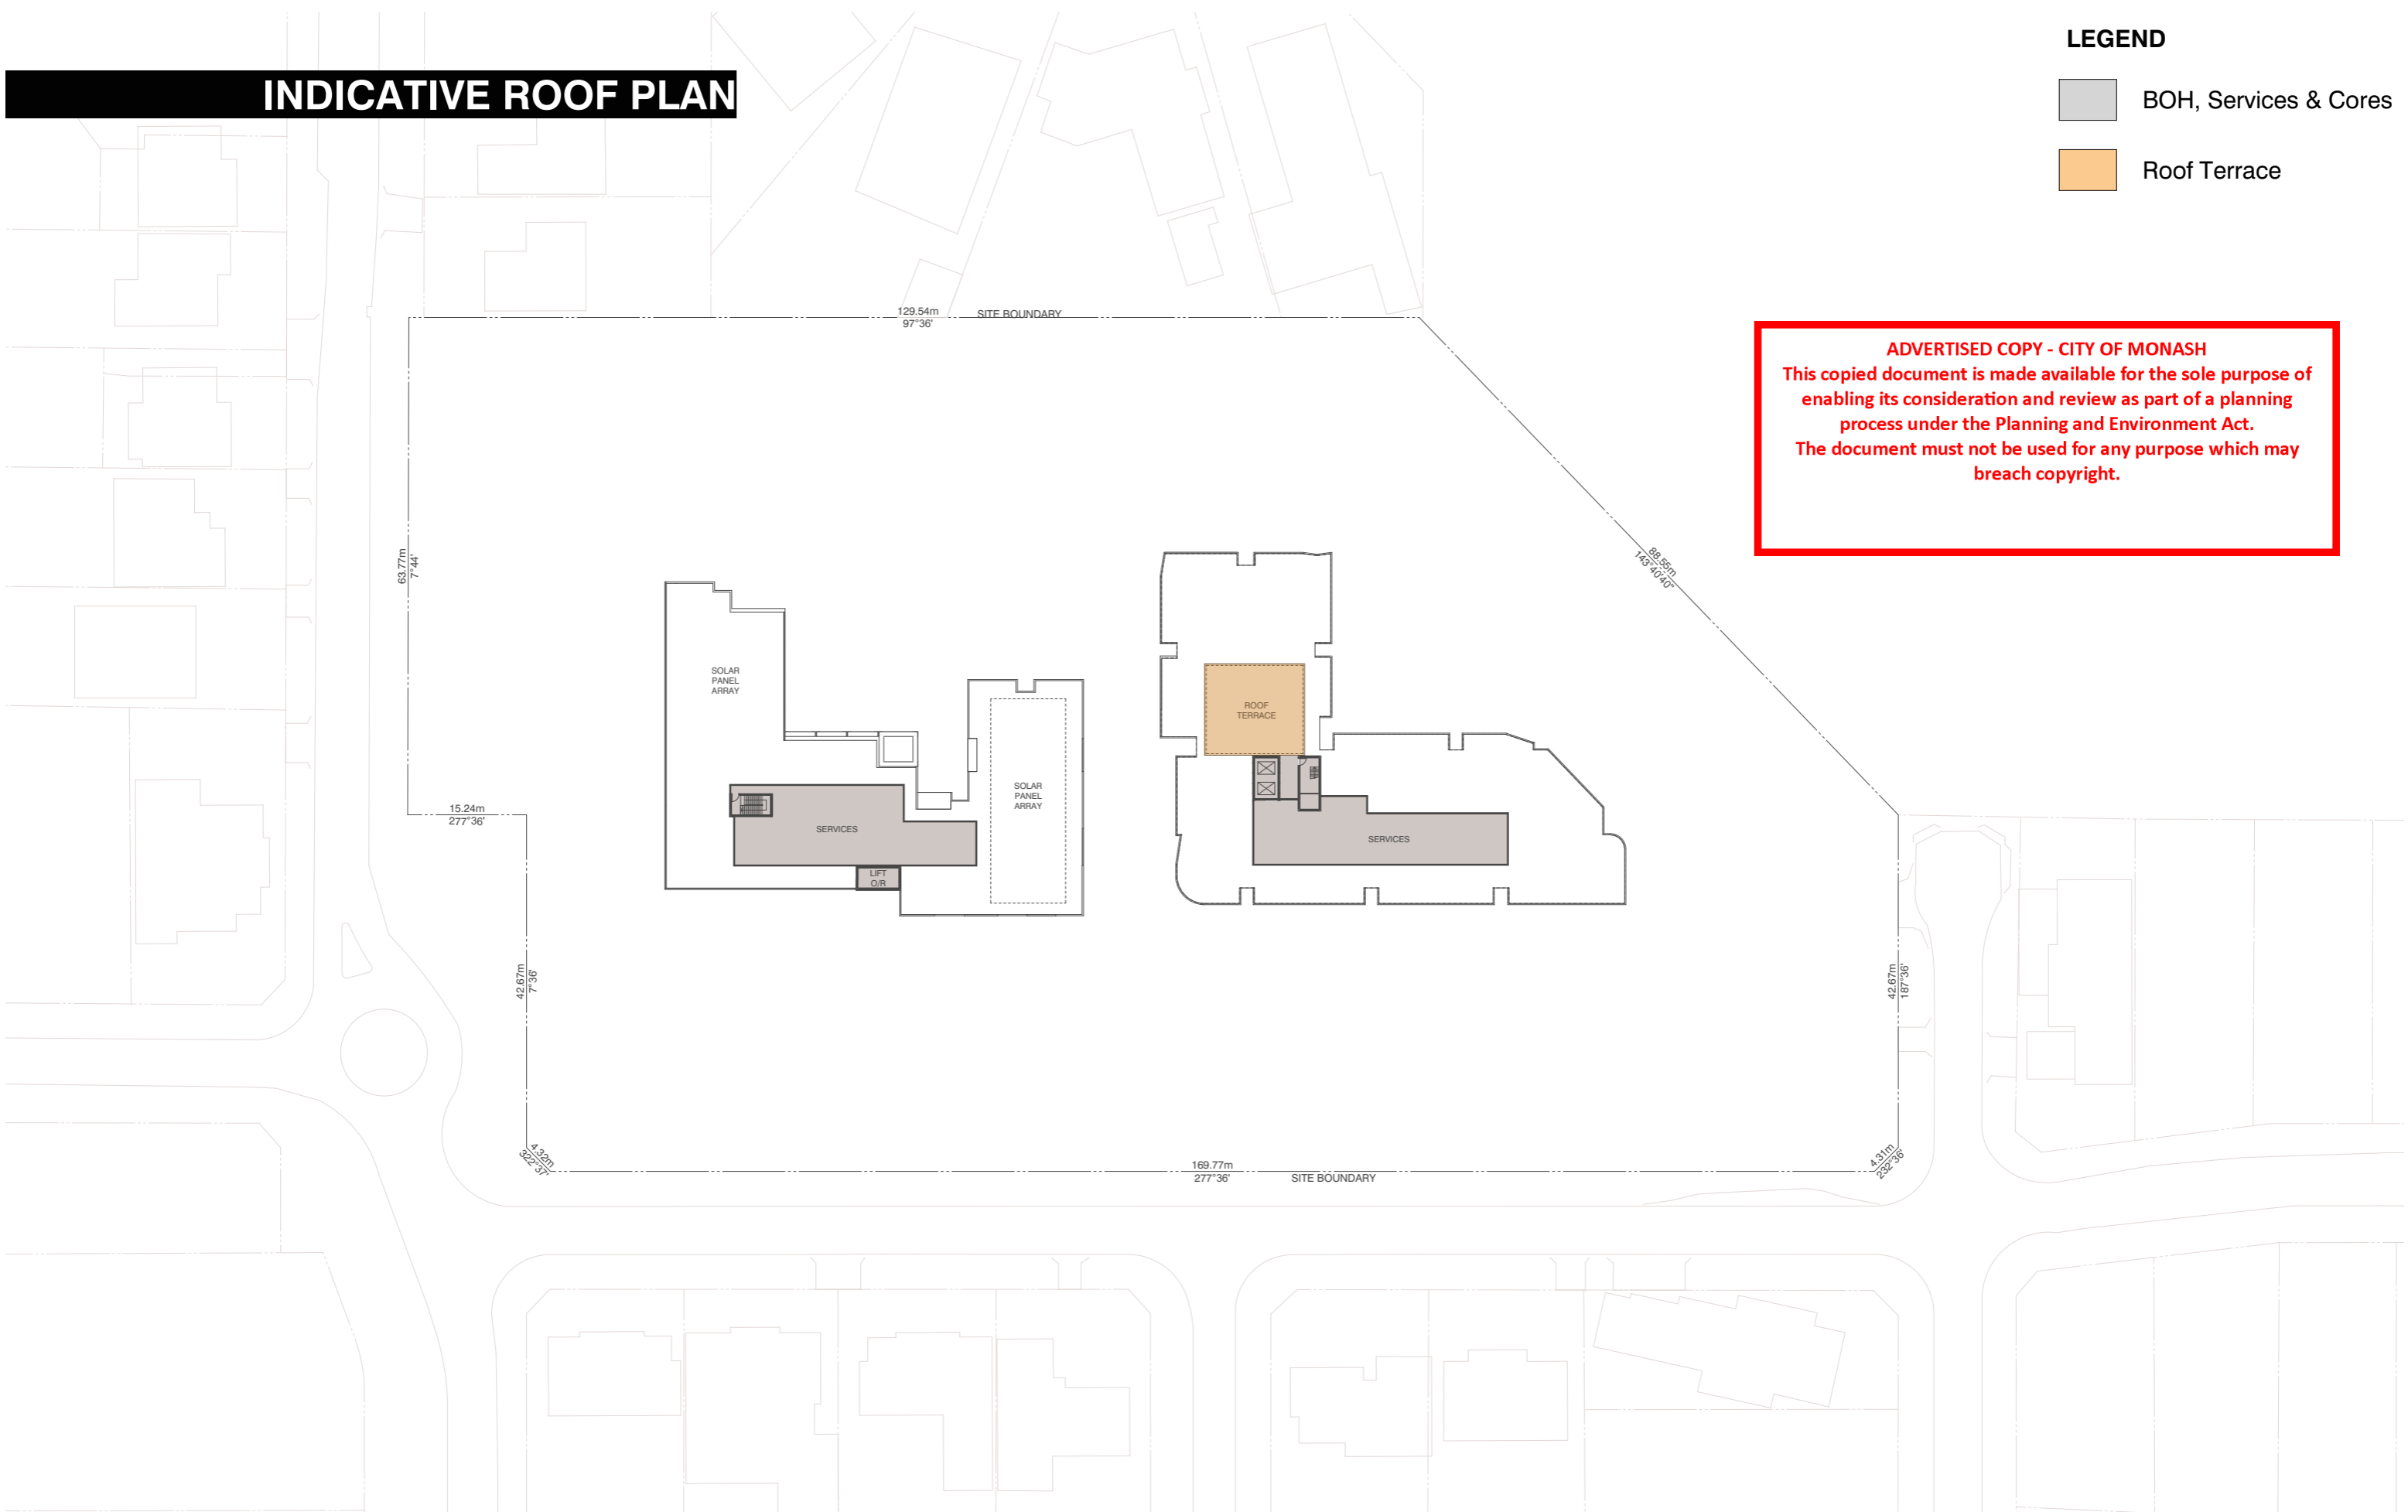 INDICATIVE ROOF PLAN
LEGEND
BOH, Services & Cores
Roof Terrace
ADVERTISED COPY - CITY OF MONASH
This copied document is made available for the sole purpose of
enabling its consideration and review as part of a planning
process under the Planning and Environment Act.
The document must not be used for any purpose which may
breach copyright.
129.54m
97°36'
SITE BOUNDARY
63.77m
7°44'
88.55m
143°40'40"
SOLAR
PANEL
ARRAY
ROOF
TERRACE
SOLAR
PANEL
ARRAY
15.24m
277°36'
SERVICES
SERVICES
LIFT
O/R
42.67m
7°36'
42.67m
187°36'
4.32m
322°37'
169.77m
277°36'
SITE BOUNDARY
4.31m
232°36'